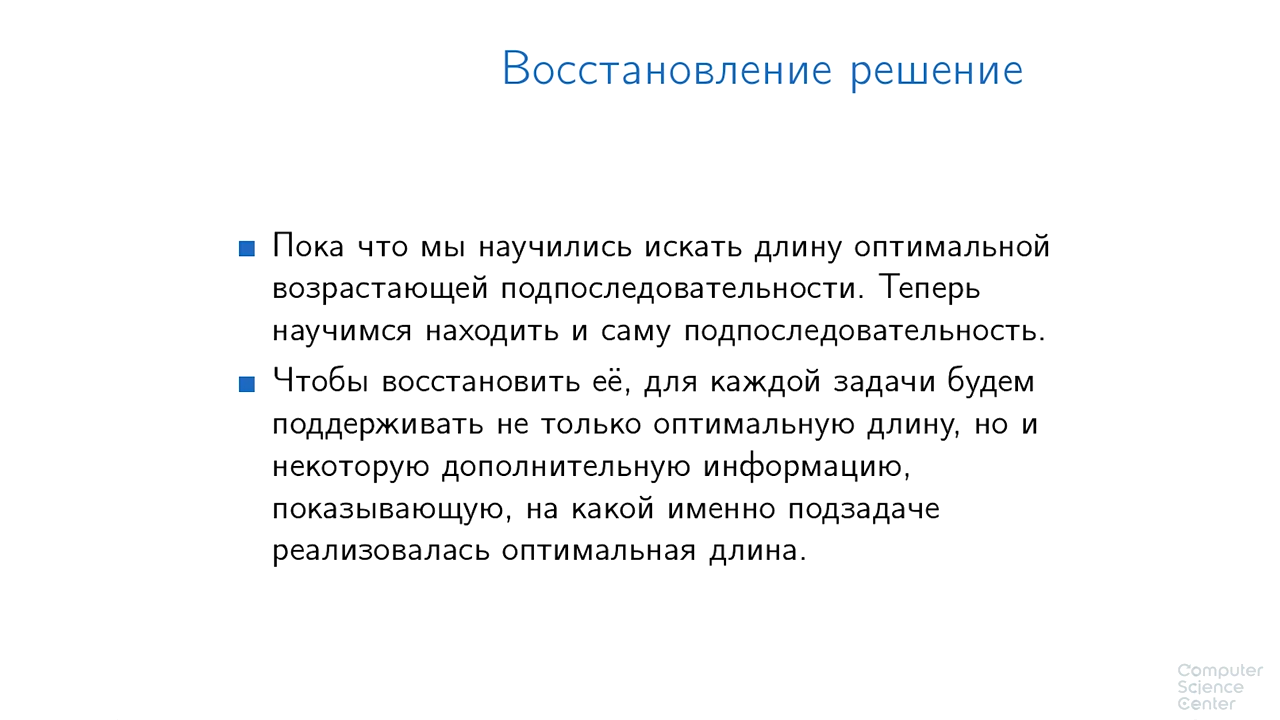 Восстановление решение
Пока что мы научились искать длину оптимальной
возрастающей подпоследовательности. Теперь
научимся находить и саму подпоследовательность.
Чтобы восстановить её, для каждой задачи будем
поддерживать не только оптимальную длину, но и
некоторую дополнительную информацию,
показывающую, на какой именно подзадаче
реализовалась оптимальная длина.
Computer
Science
Center